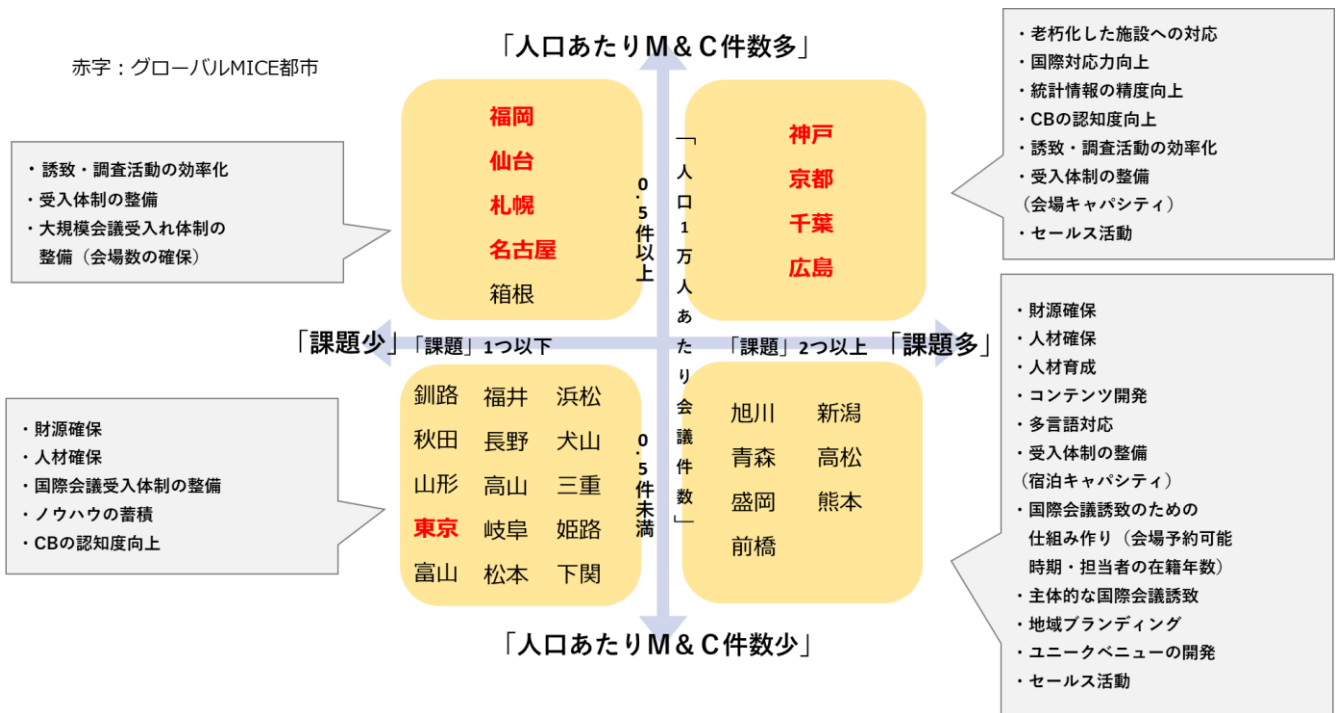 「人口あたりM & C件数多」
赤字：グローバルMICE都市
・誘致・調査活動の効率化
・受入体制の整備
・大規模会議受入れ体制の
整備（会場数の確保）
福岡
仙台
札幌
名古屋
箱根
0.5件以上
「人口1万人あたり会議件数」
神戸
京都
千葉
広島
・老朽化した施設への対応
・国際対応力向上
・統計情報の精度向上
・CBの認知度向上
・誘致・調査活動の効率化
・受入体制の整備
（会場キャパシティ）
・セールス活動
「課題少」
「課題」1つ以下
「課題」2つ以上
「課題多」
・財源確保
・人材確保
・国際会議受入体制の整備
・ノウハウの蓄積
・CBの認知度向上
釧路 福井 浜松
秋田 長野 犬山
山形 高山 三重
東京 岐阜 姫路
富山 松本 下関
0.5件未満
旭川 新潟
青森 高松
盛岡 熊本
前橋
・財源確保
・人材確保
・人材育成
・コンテンツ開発
・多言語対応
・受入体制の整備
（宿泊キャパシティ）
・国際会議誘致のための
仕組み作り（会場予約可能
時期・担当者の在籍年数）
・主体的な国際会議誘致
・地域ブランディング
・ユニークベニューの開発
・セールス活動
「人口あたりM & C件数少」